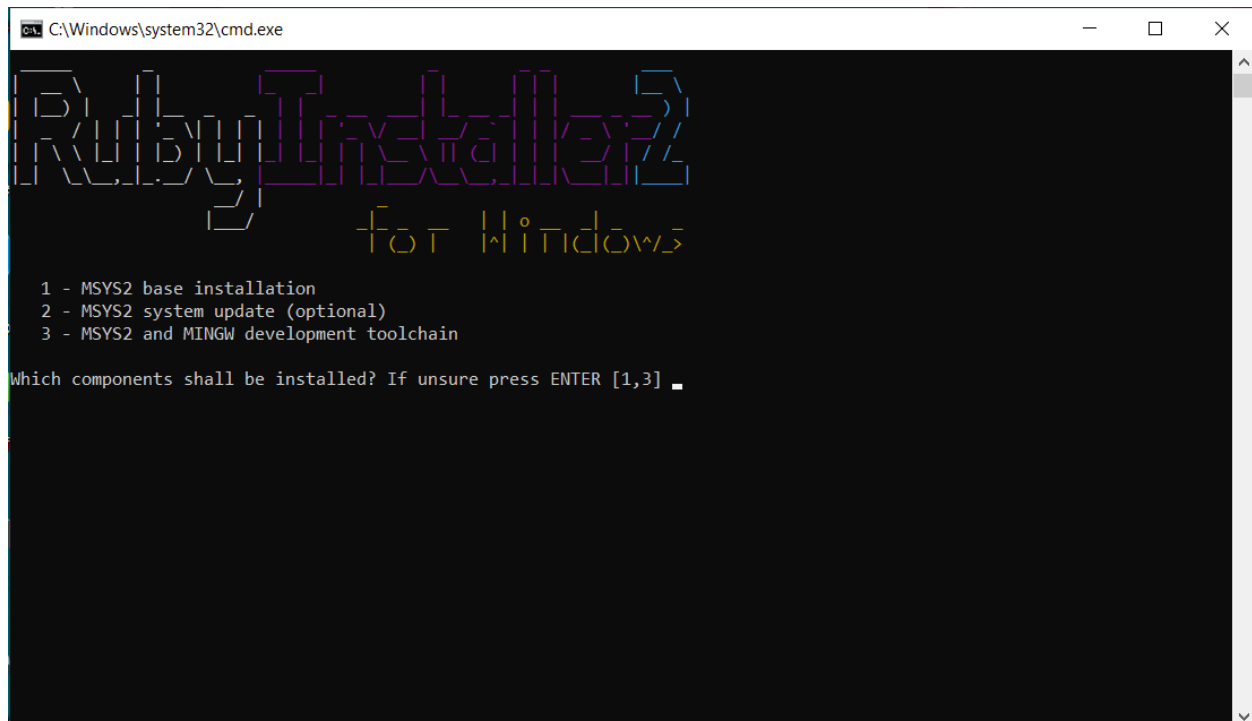 C:\Windows\system32\cmd.exe
RubyInstaller2
for Windows
1 - MSYS2 base installation
2 - MSYS2 system update (optional)
3 - MSYS2 and MINGW development toolchain
Which components shall be installed? If unsure press ENTER [1,3]